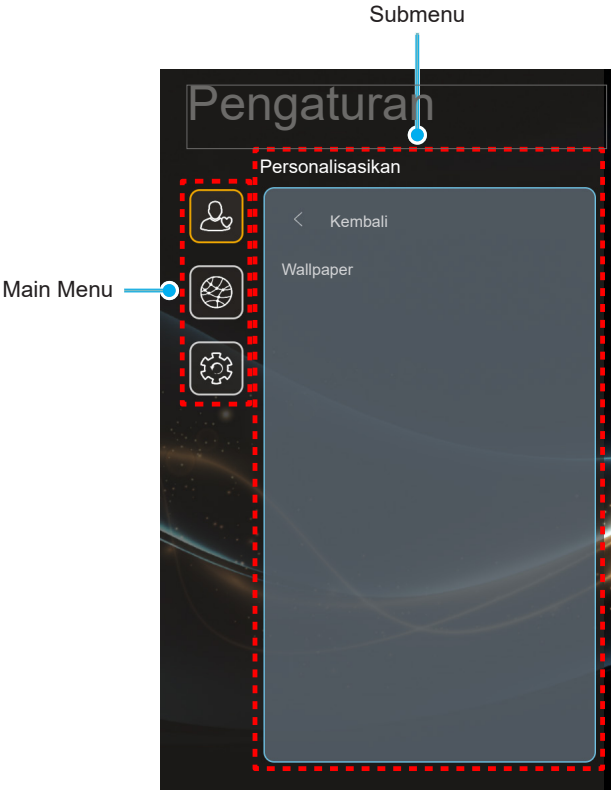 Submenu
Pengaturan
Personalisasikan
Kembali
Main Menu
Wallpaper